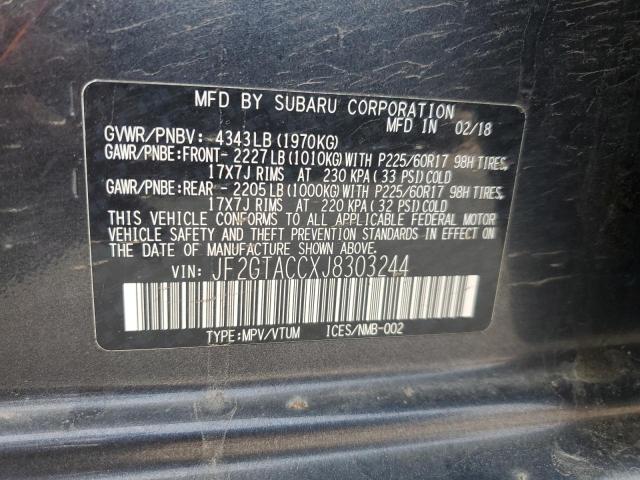 MFD BY SUBARU CORPORATION
MFD IN 02/18
GVWR/PNBV: 4343LB (1970KG)
GAWR/PNBE:FRONT- 2227LB(1010KG)WITH P225/60R17 98H TIRES,
17X7J RIMS AT 230 KPA ( 33 PSI)COLD
GAWR/PNBE:REAR - 2205LB(1000KG)WITH P225/60R17 98H TIRES,
17X7J RIMS AT 220 KPA ( 32 PSI)COLD
THIS VEHICLE CONFORMS TO ALL APPLICABLE FEDERAL MOTOR
VEHICLE SAFETY AND THEFT PREVENTION STANDARDS IN EFFECT ON
THE DATE OF MANUFACTURE SHOWN ABOVE.
VIN: JF2GTACCXJ8303244
TYPE:MPV/VTUM ICES/NMB-002